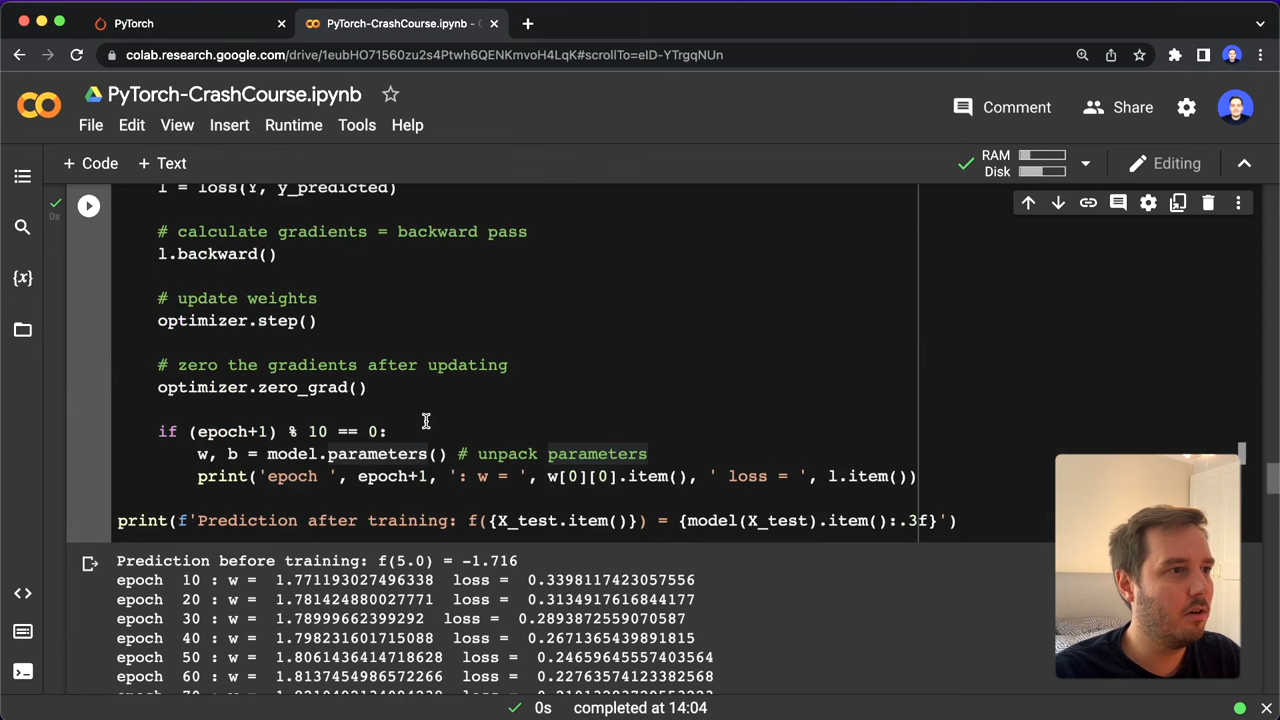 PyTorch
PyTorch-CrashCourse.ipynb -
colab.research.google.com/drive/1eubHO71560zu2s4Ptwh6QENKmvoH4LqK#scrollTo=eID-YTrgqNUn
PyTorch-CrashCourse.ipynb
Comment
Share
File Edit View Insert Runtime Tools Help
+ Code + Text
RAM
Disk
Editing
l = loss(Y, y_predicted)
0s
# calculate gradients = backward pass
l.backward()
# update weights
optimizer.step()
# zero the gradients after updating
optimizer.zero_grad()
if (epoch+1) % 10 == 0:
w, b = model.parameters() # unpack parameters
print('epoch ', epoch+1, ': w = ', w[0][0].item(), ' loss = ', l.item())
print(f'Prediction after training: f({X_test.item()}) = {model(X_test).item():.3f}')
Prediction before training: f(5.0) = -1.716
epoch 10 : w = 1.771193027496338 loss = 0.3398117423057556
epoch 20 : w = 1.781424880027771 loss = 0.3134917616844177
epoch 30 : w = 1.78999662399292 loss = 0.2893872559070587
epoch 40 : w = 1.798231601715088 loss = 0.2671365439891815
epoch 50 : w = 1.8061436414718628 loss = 0.24659645557403564
epoch 60 : w = 1.8137454986572266 loss = 0.22763574123382568
0s completed at 14:04